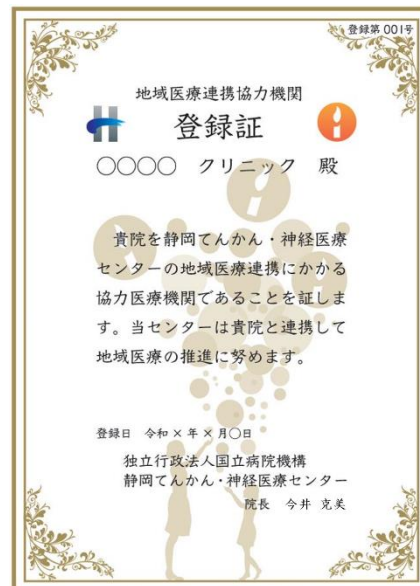 登録第 001号
地域医療連携協力機関
登録証
〇〇〇〇 クリニック 殿
貴院を静岡てんかん・神経医療
センターの地域医療連携にかかる
協力医療機関であることを証しま
す。当センターは貴院と連携して
地域医療の推進に努めます。
登録日 令和×年×月〇日
独立行政法人国立病院機構
静岡てんかん・神経医療センター
院長 今井 克美